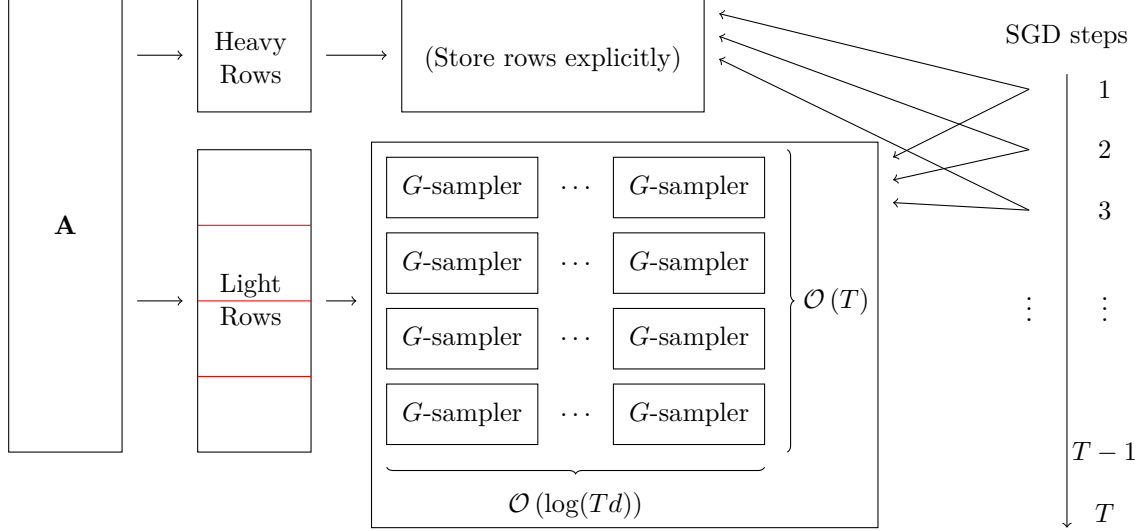 SGD steps
Heavy
Rows
(Store rows explicitly)
1
2
3
⋮ ⋮
T − 1
T
A
Light
Rows
G-sampler ··· G-sampler
G-sampler ··· G-sampler
G-sampler ··· G-sampler
G-sampler ··· G-sampler
𝒪 (T)
𝒪 (log(Td))